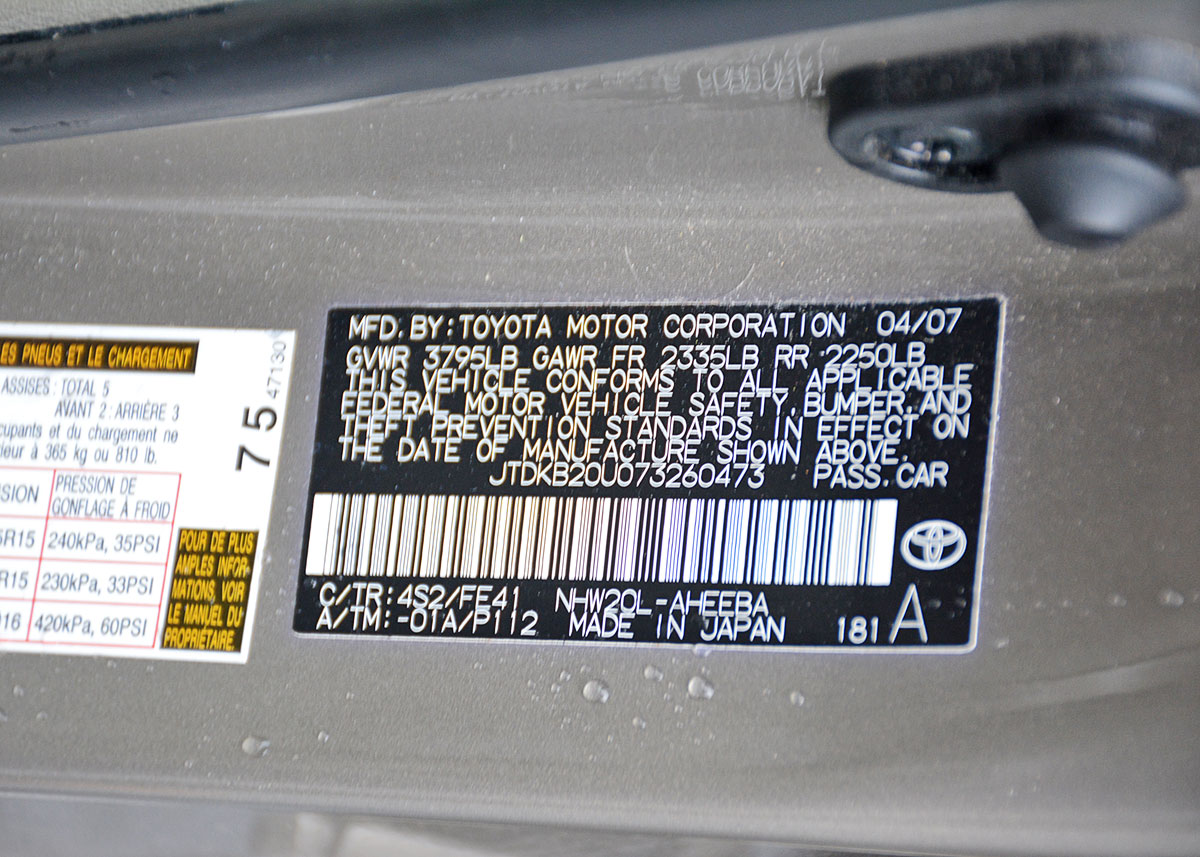 ES PNEUS ET LE CHARGEMENT
ASSISES : TOTAL 5
AVANT 2 : ARRIÈRE 3
cupants et du chargement ne
ieur à 365 kg ou 810 lb.
SION PRESSION DE
GONFLAGE À FROID
R15 240kPa, 35PSI
R15 230kPa, 33PSI
16 420kPa, 60PSI
POUR DE PLUS
AMPLES INFOR-
MATIONS, VOIR
LE MANUEL DU
PROPRIÉTAIRE.
75
47130
MFD. BY: TOYOTA MOTOR CORPORATION 04/07
GVWR 3795LB GAWR FR 2335LB RR 2250LB
THIS VEHICLE CONFORMS TO ALL APPLICABLE
FEDERAL MOTOR VEHICLE SAFETY, BUMPER, AND
THEFT PREVENTION STANDARDS IN EFFECT ON
THE DATE OF MANUFACTURE SHOWN ABOVE.
JTDKB20U073260473 PASS. CAR
C/TR: 4S2/FE41 NHW20L-AHEEBA
A/TM: -01A/P112 MADE IN JAPAN 181 A